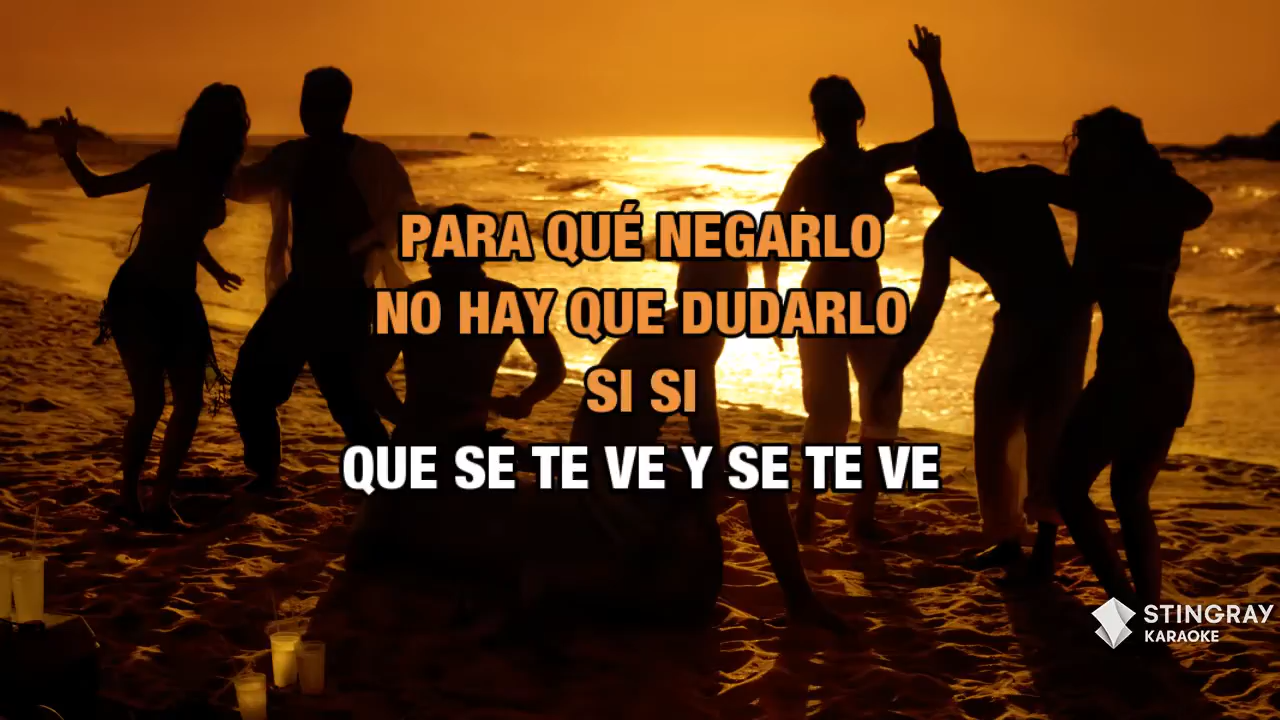 PARA QUÉ NEGARLO
NO HAY QUE DUDARLO
SI SI
QUE SE TE VE Y SE TE VE
STINGRAY
KARAOKE